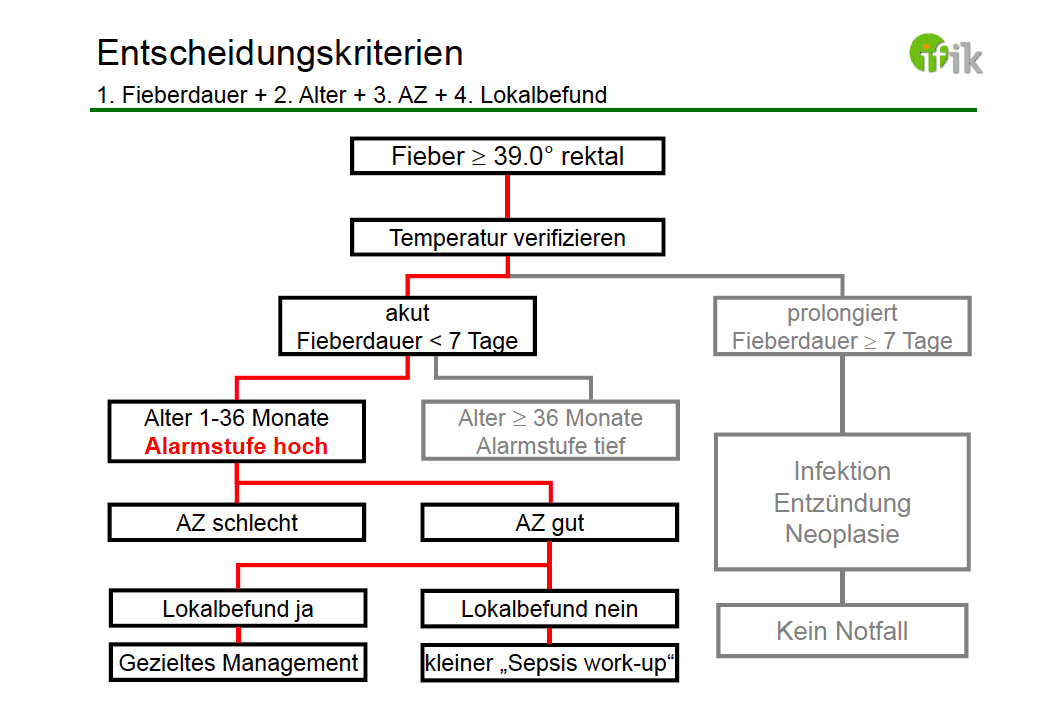 Entscheidungskriterien
ifik
1. Fieberdauer + 2. Alter + 3. AZ + 4. Lokalbefund
Fieber ≥ 39.0° rektal
Temperatur verifizieren
akut
Fieberdauer < 7 Tage
prolongiert
Fieberdauer ≥ 7 Tage
Alter 1-36 Monate
Alarmstufe hoch
Alter ≥ 36 Monate
Alarmstufe tief
Infektion
Entzündung
Neoplasie
AZ schlecht
AZ gut
Lokalbefund ja
Lokalbefund nein
Kein Notfall
Gezieltes Management
kleiner „Sepsis work-up“